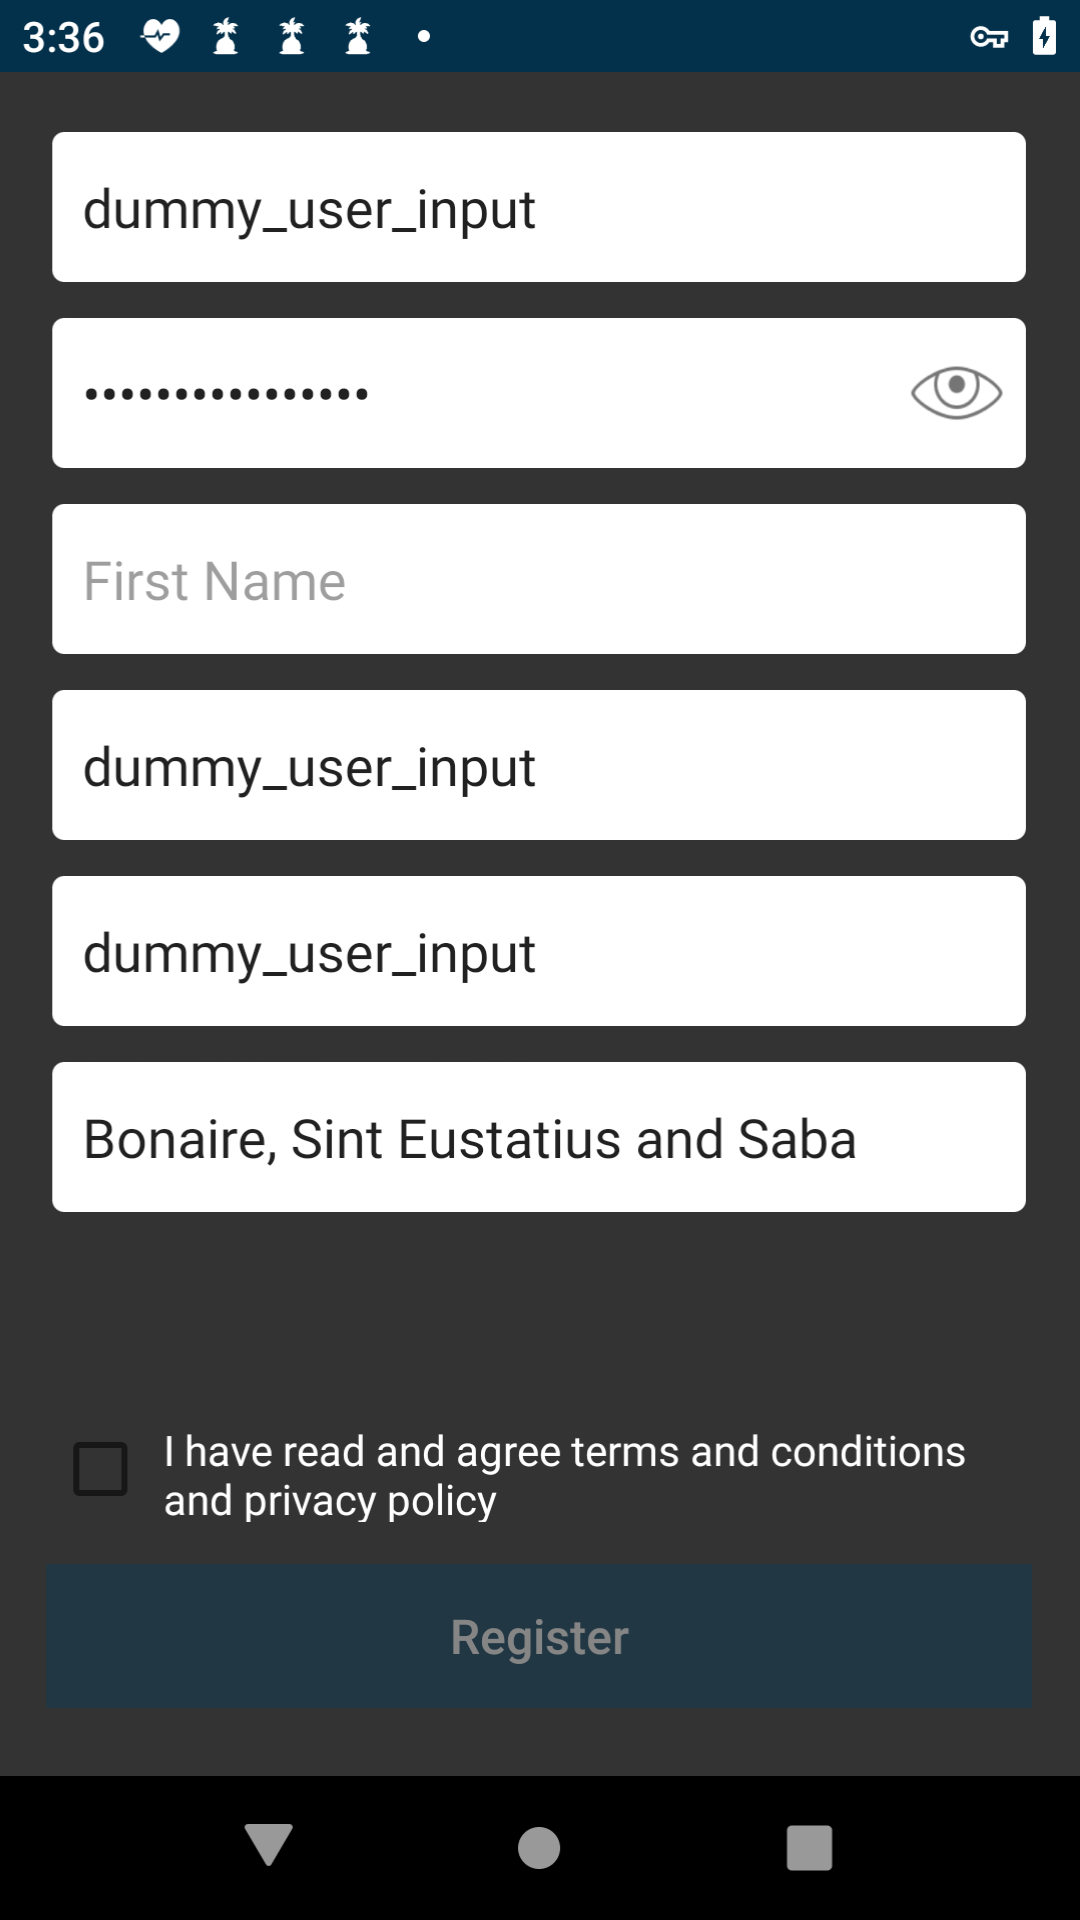 3:36
dummy_user_input
••••••••••••••••
First Name
dummy_user_input
dummy_user_input
Bonaire, Sint Eustatius and Saba
I have read and agree terms and conditions
and privacy policy
Register